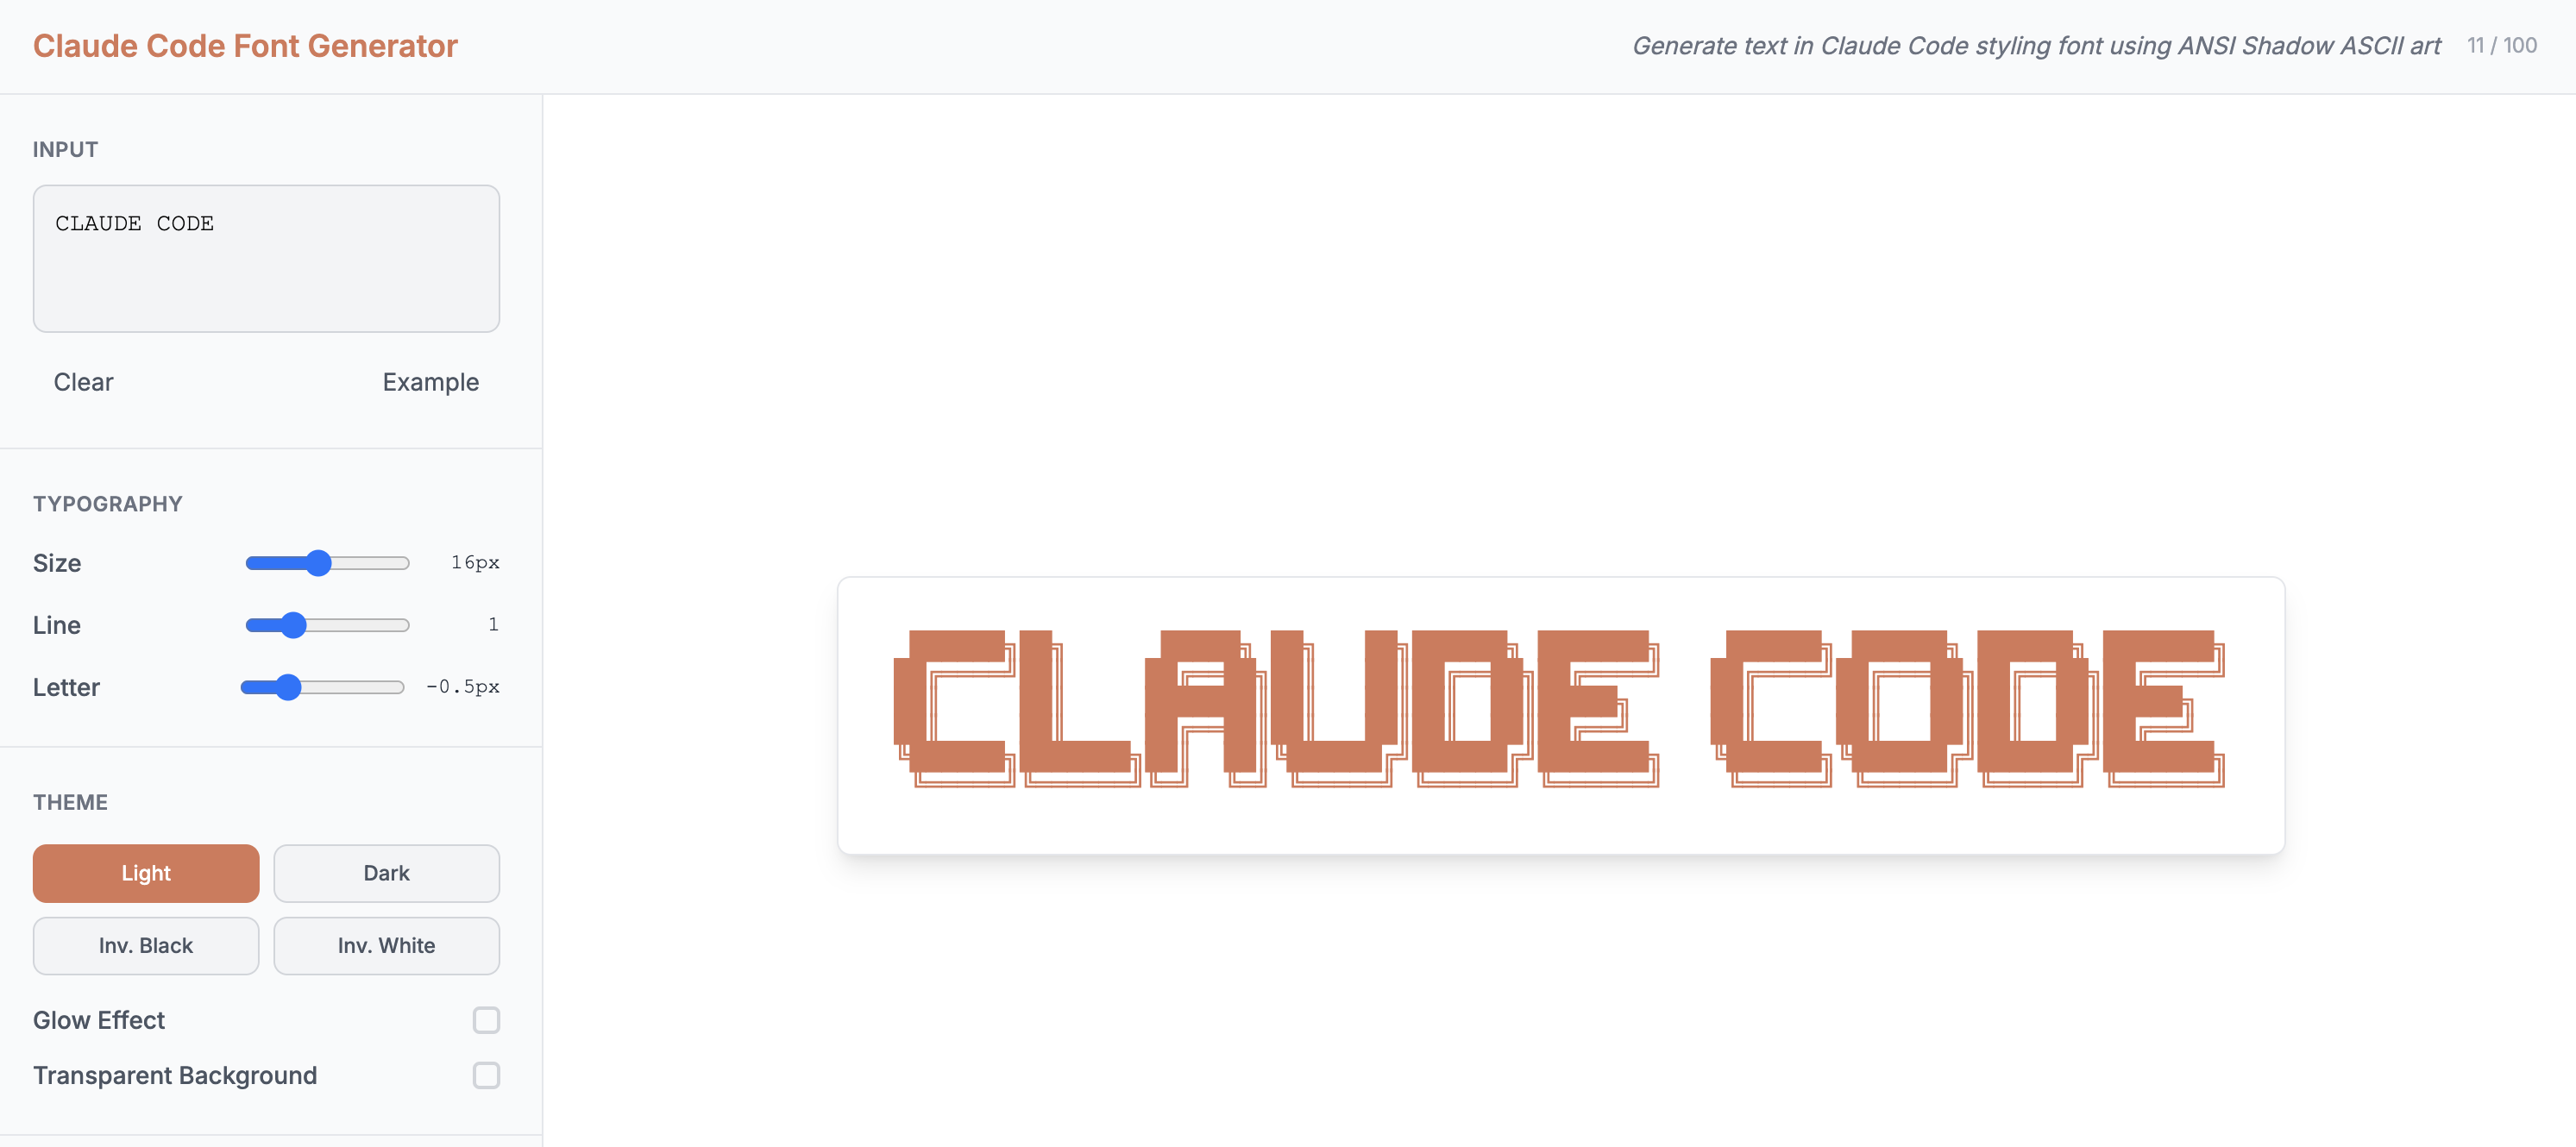 Claude Code Font Generator
Generate text in Claude Code styling font using ANSI Shadow ASCII art 11 / 100
INPUT
CLAUDE CODE
Clear Example
TYPOGRAPHY
Size 16px
Line 1
Letter -0.5px
THEME
Light Dark
Inv. Black Inv. White
Glow Effect
Transparent Background
CLAUDE CODE